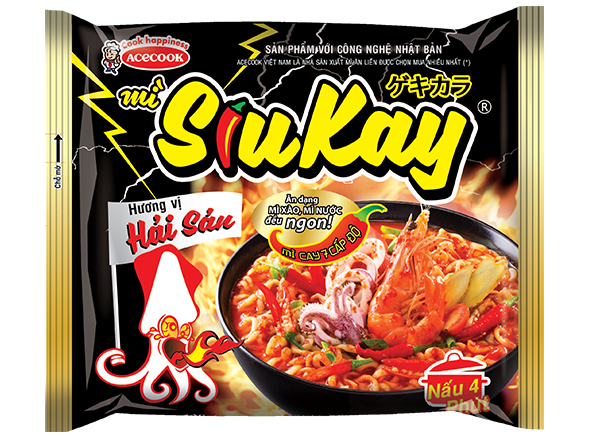 Cook happiness
ACECOOK
SẢN PHẨM VỚI CÔNG NGHỆ NHẬT BẢN
ACECOOK VIỆT NAM LÀ NHÀ SẢN XUẤT MÌ ĂN LIỀN ĐƯỢC CHỌN MUA NHIỀU NHẤT (*)
ゲキカラ
mì
SiuKay
®
Chỗ mở
Hương vị
Hải Sản
Ăn dạng
MÌ XÀO, MÌ NƯỚC
đều ngon!
mì CAY 7 CẤP ĐỘ
Nấu 4
Phút